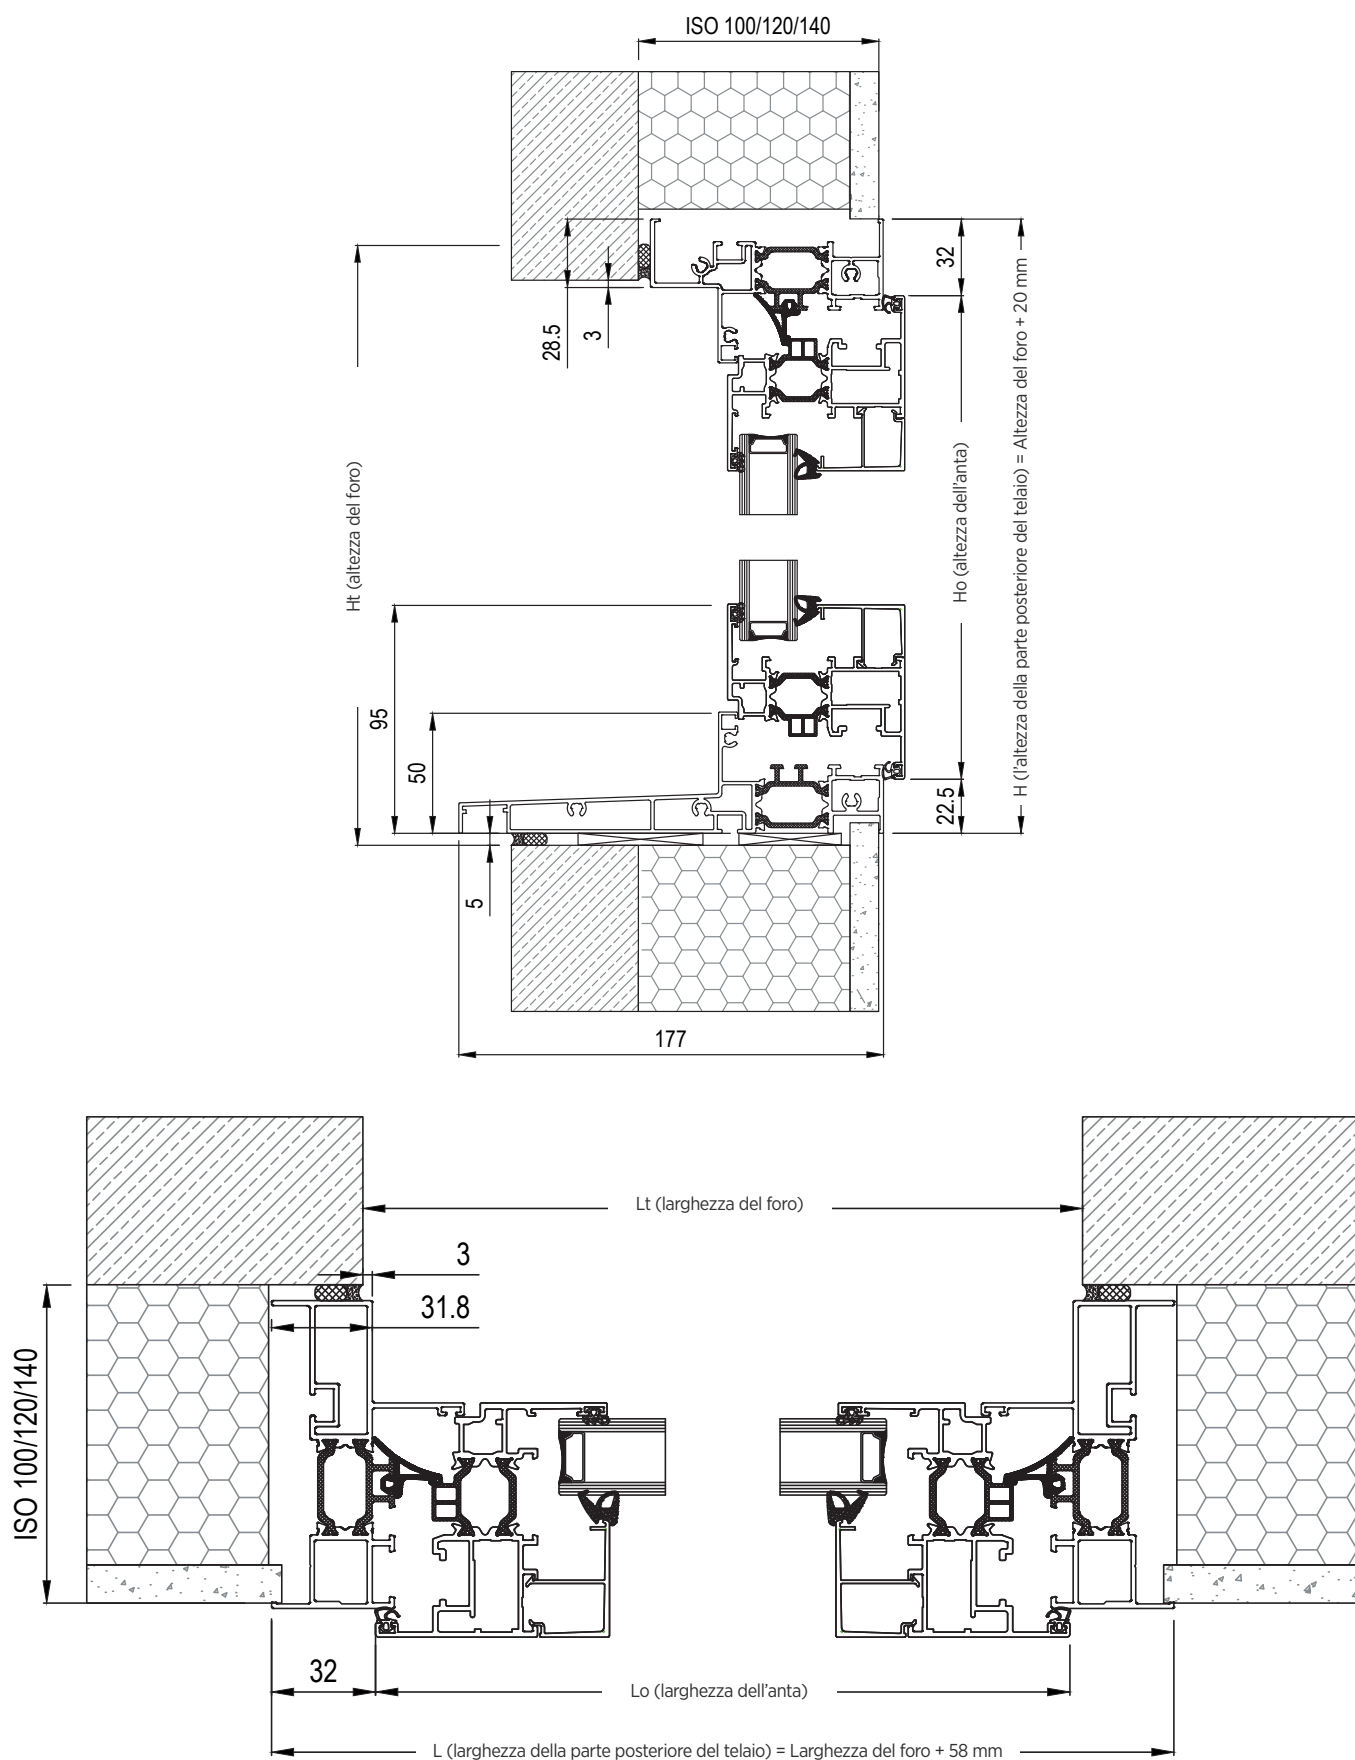 ISO 100/120/140
32
28.5
3
Ht (altezza del foro)
Ho (altezza dell'anta)
H (l'altezza della parte posteriore del telaio) = Altezza del foro + 20 mm
95
50
22.5
5
177
Lt (larghezza del foro)
3
31.8
ISO 100/120/140
32
Lo (larghezza dell'anta)
L (larghezza della parte posteriore del telaio) = Larghezza del foro + 58 mm